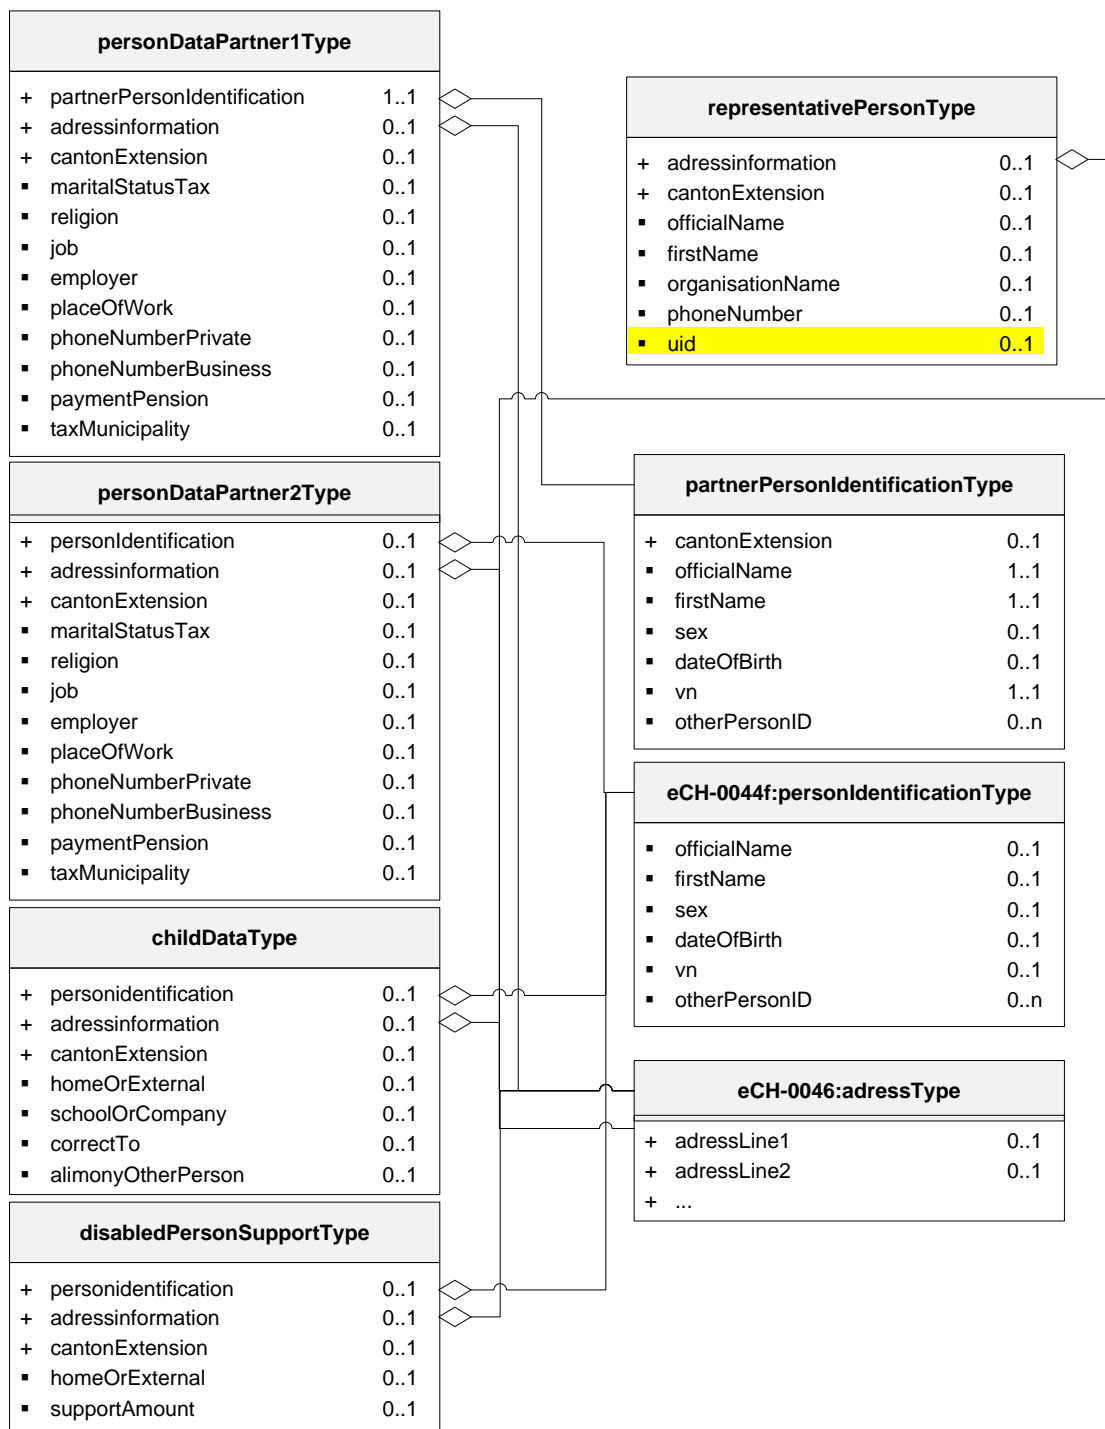 personDataPartner1Type
+ partnerPersonIdentification 1..1
+ adressinformation 0..1
+ cantonExtension 0..1
▪ maritalStatusTax 0..1
▪ religion 0..1
▪ job 0..1
▪ employer 0..1
▪ placeOfWork 0..1
▪ phoneNumberPrivate 0..1
▪ phoneNumberBusiness 0..1
▪ paymentPension 0..1
▪ taxMunicipality 0..1
personDataPartner2Type
+ personIdentification 0..1
+ adressinformation 0..1
+ cantonExtension 0..1
▪ maritalStatusTax 0..1
▪ religion 0..1
▪ job 0..1
▪ employer 0..1
▪ placeOfWork 0..1
▪ phoneNumberPrivate 0..1
▪ phoneNumberBusiness 0..1
▪ paymentPension 0..1
▪ taxMunicipality 0..1
childDataType
+ personidentification 0..1
+ adressinformation 0..1
+ cantonExtension 0..1
▪ homeOrExternal 0..1
▪ schoolOrCompany 0..1
▪ correctTo 0..1
▪ alimonyOtherPerson 0..1
disabledPersonSupportType
+ personidentification 0..1
+ adressinformation 0..1
+ cantonExtension 0..1
▪ homeOrExternal 0..1
▪ supportAmount 0..1
representativePersonType
+ adressinformation 0..1
+ cantonExtension 0..1
▪ officialName 0..1
▪ firstName 0..1
▪ organisationName 0..1
▪ phoneNumber 0..1
▪ uid 0..1
partnerPersonIdentificationType
+ cantonExtension 0..1
▪ officialName 1..1
▪ firstName 1..1
▪ sex 0..1
▪ dateOfBirth 0..1
▪ vn 1..1
▪ otherPersonID 0..n
eCH-0044f:personIdentificationType
▪ officialName 0..1
▪ firstName 0..1
▪ sex 0..1
▪ dateOfBirth 0..1
▪ vn 0..1
▪ otherPersonID 0..n
eCH-0046:adressType
+ adressLine1 0..1
+ adressLine2 0..1
+ ...